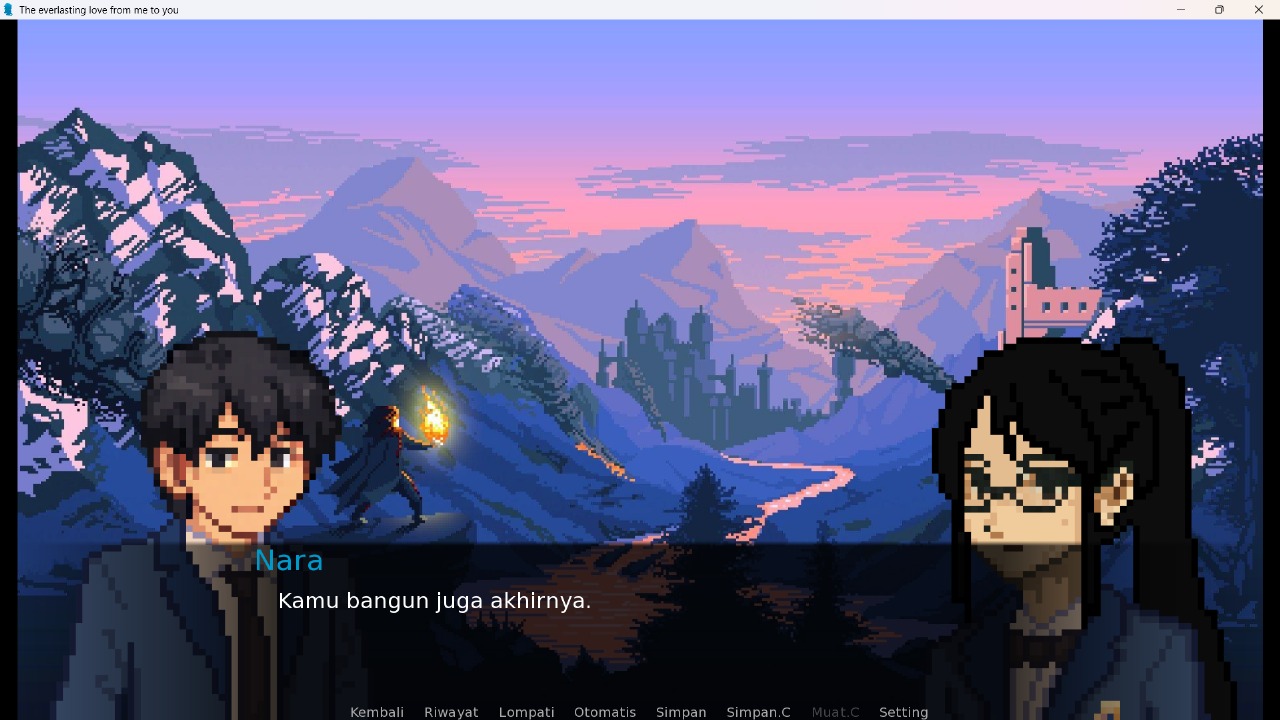 The everlasting love from me to you
Nara
Kamu bangun juga akhirnya.
Kembali Riwayat Lompati Otomatis Simpan Simpan.C Muat.C Setting